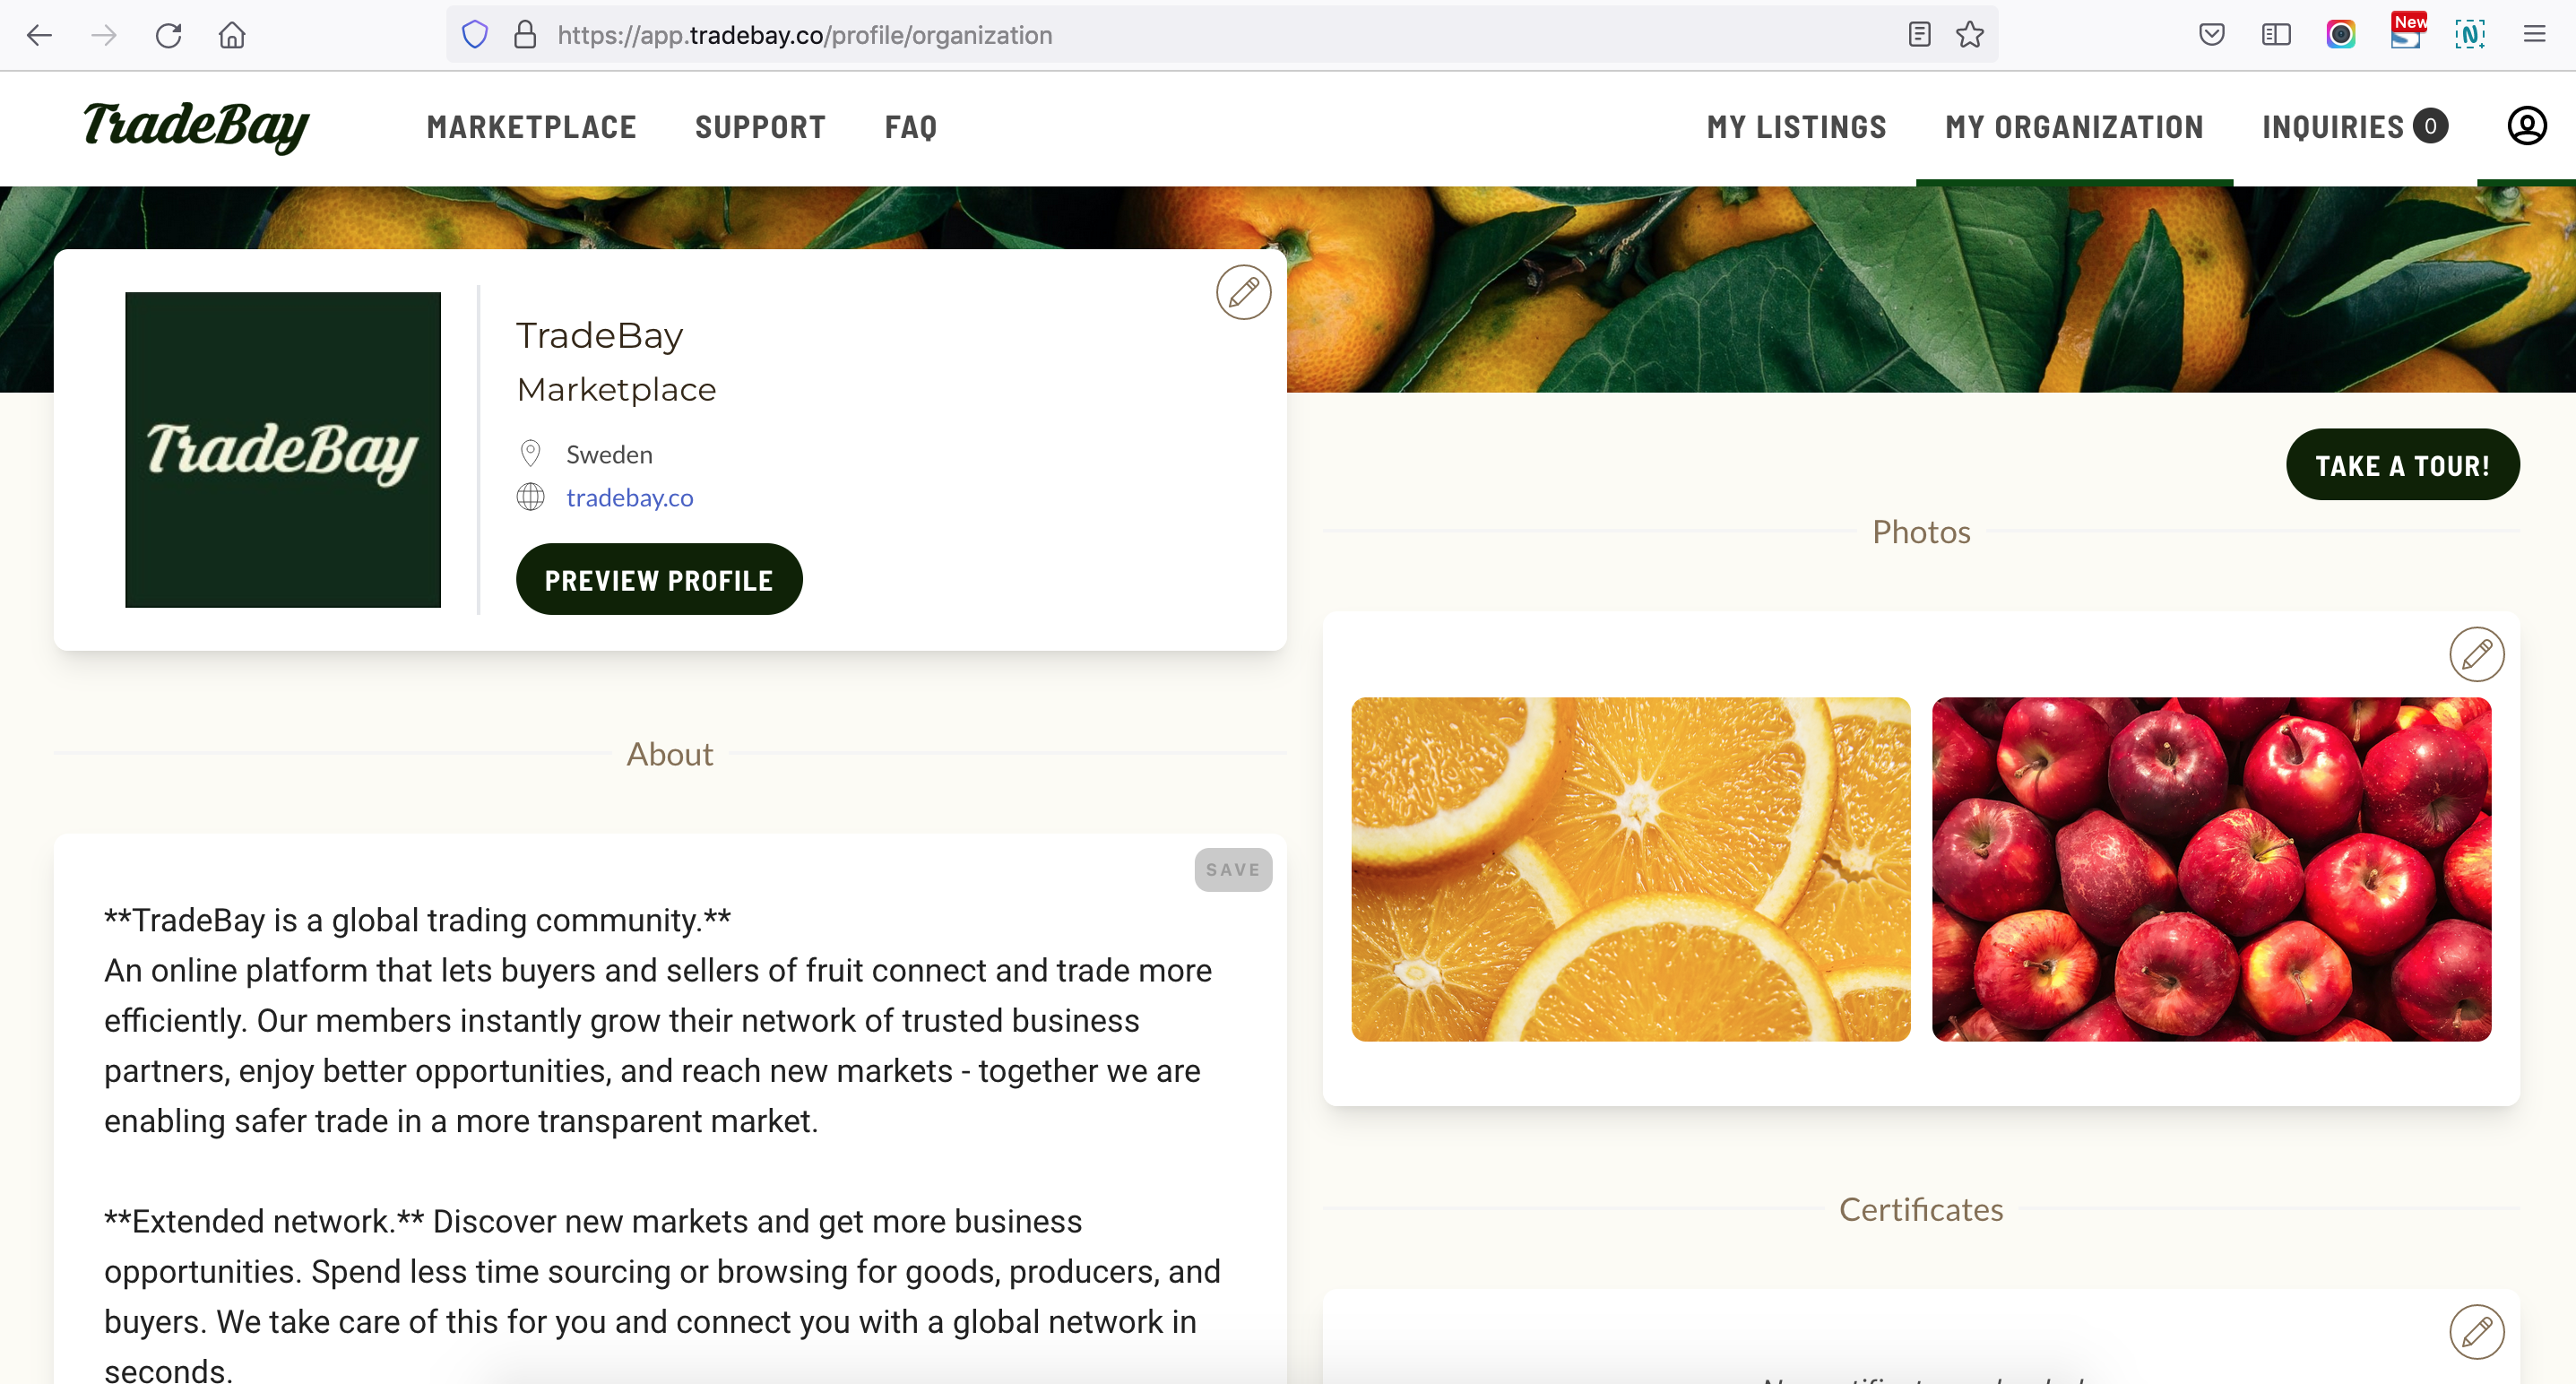 https://app.tradebay.co/profile/organization
New
TradeBay
MARKETPLACE SUPPORT FAQ
MY LISTINGS MY ORGANIZATION INQUIRIES 0
TradeBay
TradeBay
Marketplace
Sweden
tradebay.co
PREVIEW PROFILE
TAKE A TOUR!
Photos
About
SAVE
**TradeBay is a global trading community.**
An online platform that lets buyers and sellers of fruit connect and trade more
efficiently. Our members instantly grow their network of trusted business
partners, enjoy better opportunities, and reach new markets - together we are
enabling safer trade in a more transparent market.
**Extended network.** Discover new markets and get more business
opportunities. Spend less time sourcing or browsing for goods, producers, and
buyers. We take care of this for you and connect you with a global network in
seconds.
Certificates